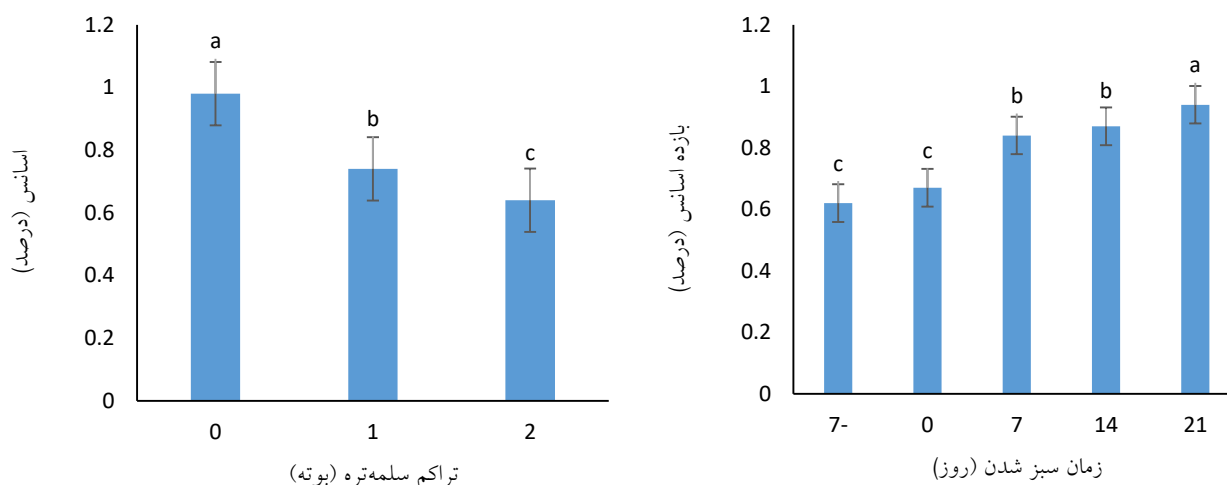 1.2
1
0.8
0.6
0.4
0.2
0
a
b
c
0 1 2
اسانس (درصد)
تراکم سلمه‌تره (بوته)
1.2
1
0.8
0.6
0.4
0.2
0
c
c
b
b
a
7- 0 7 14 21
بازده اسانس (درصد)
زمان سبز شدن (روز)